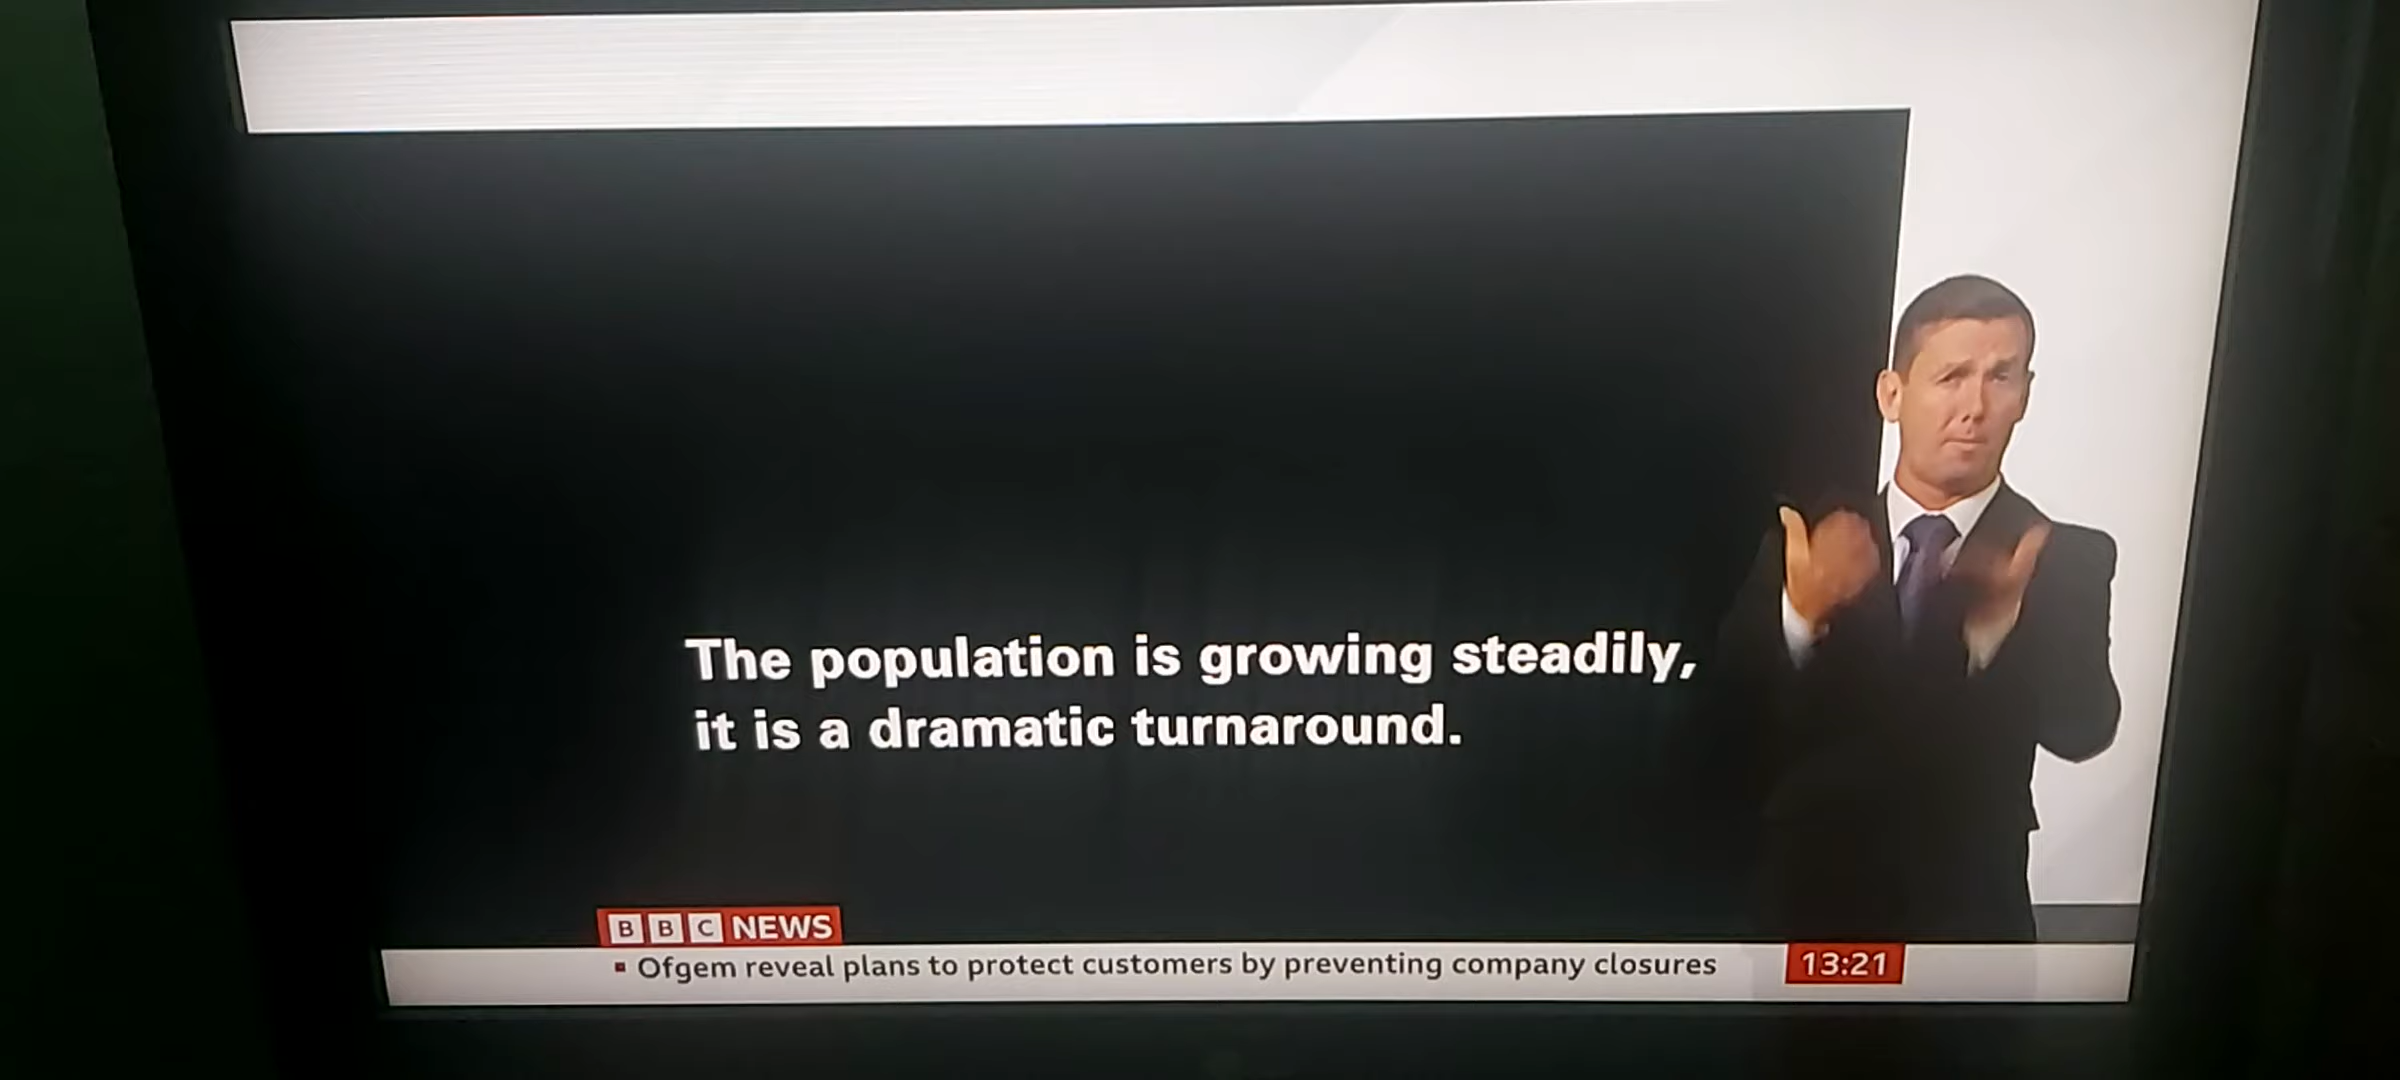 The population is growing steadily,
it is a dramatic turnaround.
BBC NEWS
Ofgem reveal plans to protect customers by preventing company closures
13:21